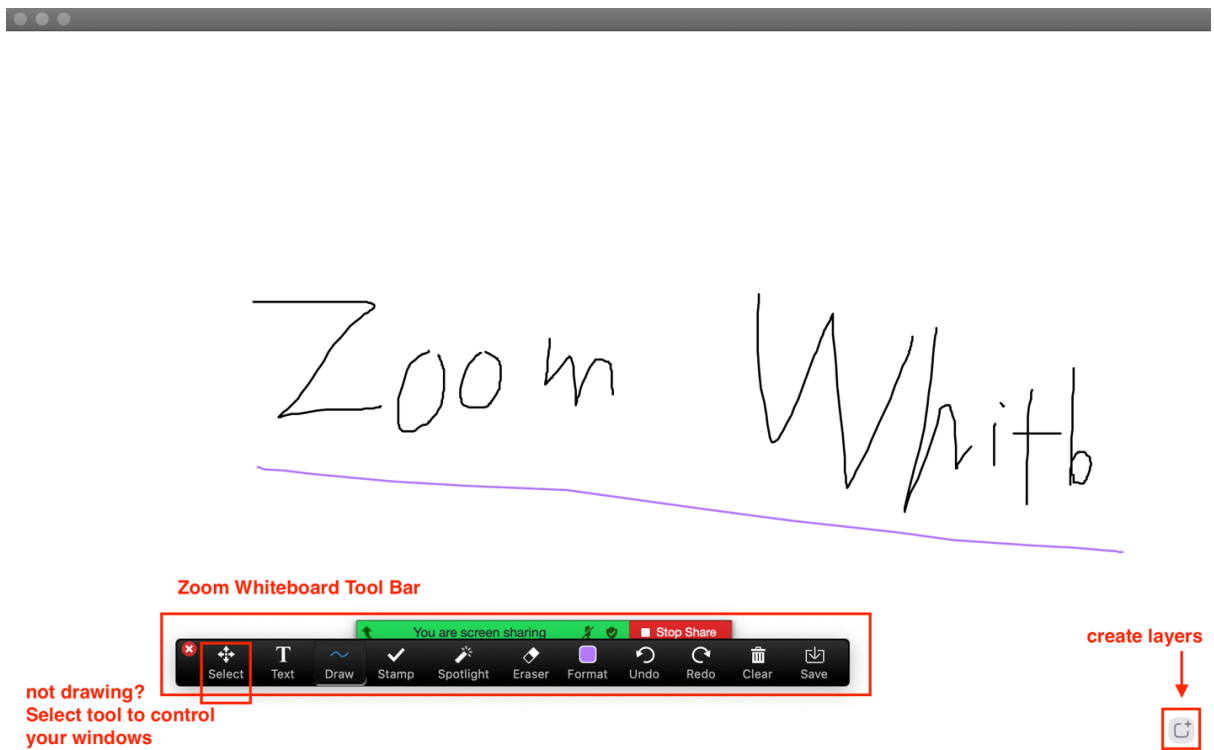 Zoom Whitb
Zoom Whiteboard Tool Bar
You are screen sharing Stop Share
Select Text Draw Stamp Spotlight Eraser Format Undo Redo Clear Save
create layers
not drawing?
Select tool to control
your windows